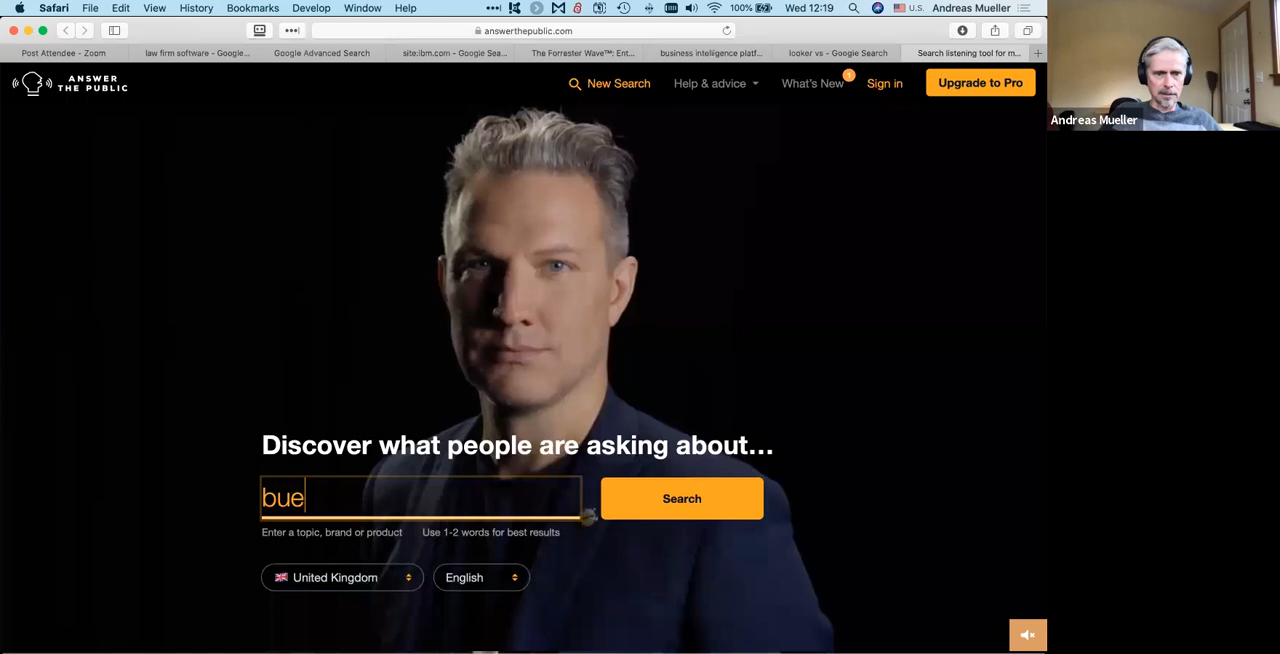 Safari File Edit View History Bookmarks Develop Window Help 100% Wed 12:19 U.S. Andreas Mueller
answerthepublic.com
Post Attendee - Zoom law firm software - Google... Google Advanced Search site:ibm.com - Google Sea... The Forrester Wave™: Ent... business intelligence platf... looker vs - Google Search Search listening tool for m...
ANSWER
THE PUBLIC
New Search Help & advice What's New 1 Sign in Upgrade to Pro
Andreas Mueller
Discover what people are asking about...
bue Search
Enter a topic, brand or product Use 1-2 words for best results
United Kingdom English